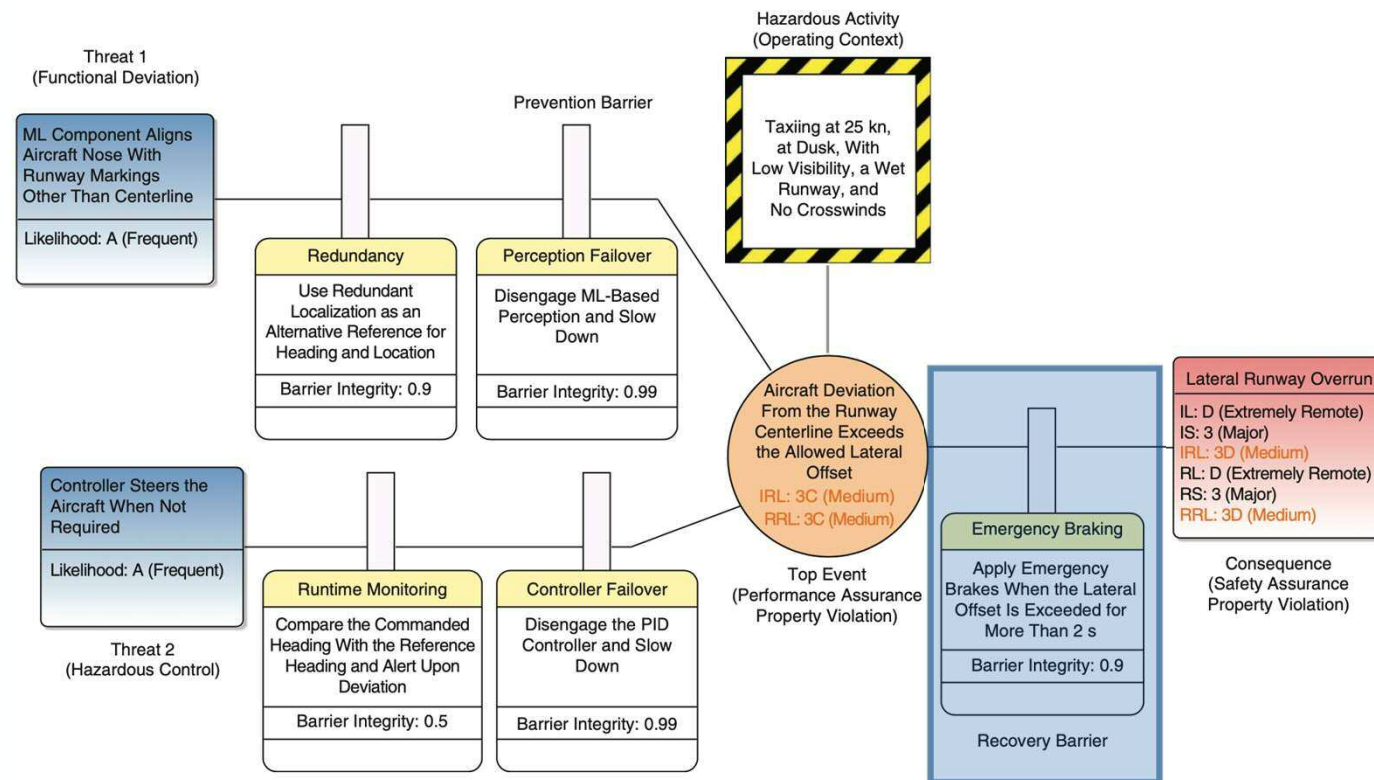 Hazardous Activity
(Operating Context)
Taxiing at 25 kn,
at Dusk, With
Low Visibility, a Wet
Runway, and
No Crosswinds
Threat 1
(Functional Deviation)
ML Component Aligns
Aircraft Nose With
Runway Markings
Other Than Centerline
Likelihood: A (Frequent)
Prevention Barrier
Redundancy
Use Redundant
Localization as an
Alternative Reference for
Heading and Location
Barrier Integrity: 0.9
Perception Failover
Disengage ML-Based
Perception and Slow
Down
Barrier Integrity: 0.99
Controller Steers the
Aircraft When Not
Required
Likelihood: A (Frequent)
Threat 2
(Hazardous Control)
Runtime Monitoring
Compare the Commanded
Heading With the Reference
Heading and Alert Upon
Deviation
Barrier Integrity: 0.5
Controller Failover
Disengage the PID
Controller and Slow
Down
Barrier Integrity: 0.99
Aircraft Deviation
From the Runway
Centerline Exceeds
the Allowed Lateral
Offset
IRL: 3C (Medium)
RRL: 3C (Medium)
Top Event
(Performance Assurance
Property Violation)
Emergency Braking
Apply Emergency
Brakes When the Lateral
Offset Is Exceeded for
More Than 2 s
Barrier Integrity: 0.9
Recovery Barrier
Lateral Runway Overrun
IL: D (Extremely Remote)
IS: 3 (Major)
IRL: 3D (Medium)
RL: D (Extremely Remote)
RS: 3 (Major)
RRL: 3D (Medium)
Consequence
(Safety Assurance
Property Violation)